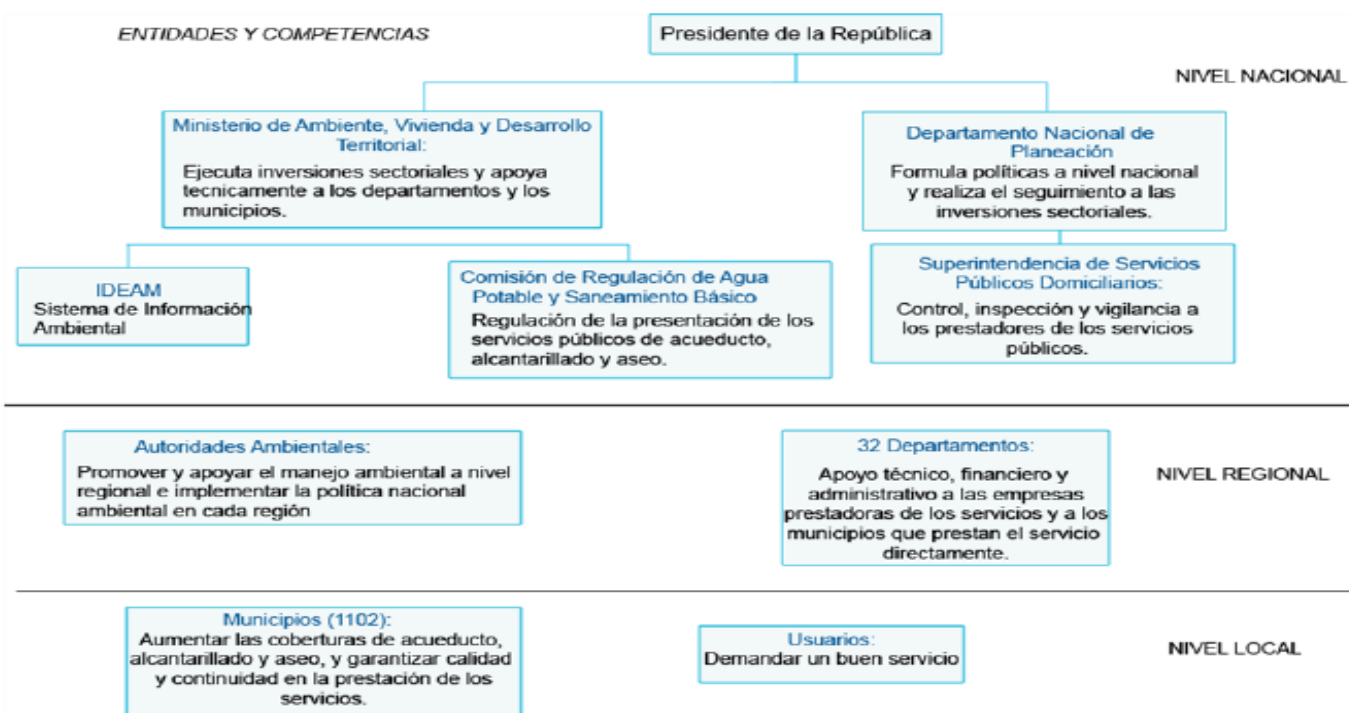 ENTIDADES Y COMPETENCIAS
Presidente de la República
NIVEL NACIONAL
Ministerio de Ambiente, Vivienda y Desarrollo
Territorial:
Ejecuta inversiones sectoriales y apoya
tecnicamente a los departamentos y los
municipios.
Departamento Nacional de
Planeación
Formula políticas a nivel nacional
y realiza el seguimiento a las
inversiones sectoriales.
IDEAM
Sistema de Información
Ambiental
Comisión de Regulación de Agua
Potable y Saneamiento Básico
Regulación de la presentación de los
servicios públicos de acueducto,
alcantarillado y aseo.
Superintendencia de Servicios
Públicos Domiciliarios:
Control, inspección y vigilancia a
los prestadores de los servicios
públicos.
Autoridades Ambientales:
Promover y apoyar el manejo ambiental a nivel
regional e implementar la política nacional
ambiental en cada región
32 Departamentos:
Apoyo técnico, financiero y
administrativo a las empresas
prestadoras de los servicios y a los
municipios que prestan el servicio
directamente.
NIVEL REGIONAL
Municipios (1102):
Aumentar las coberturas de acueducto,
alcantarillado y aseo, y garantizar calidad
y continuidad en la prestación de los
servicios.
Usuarios:
Demandar un buen servicio
NIVEL LOCAL